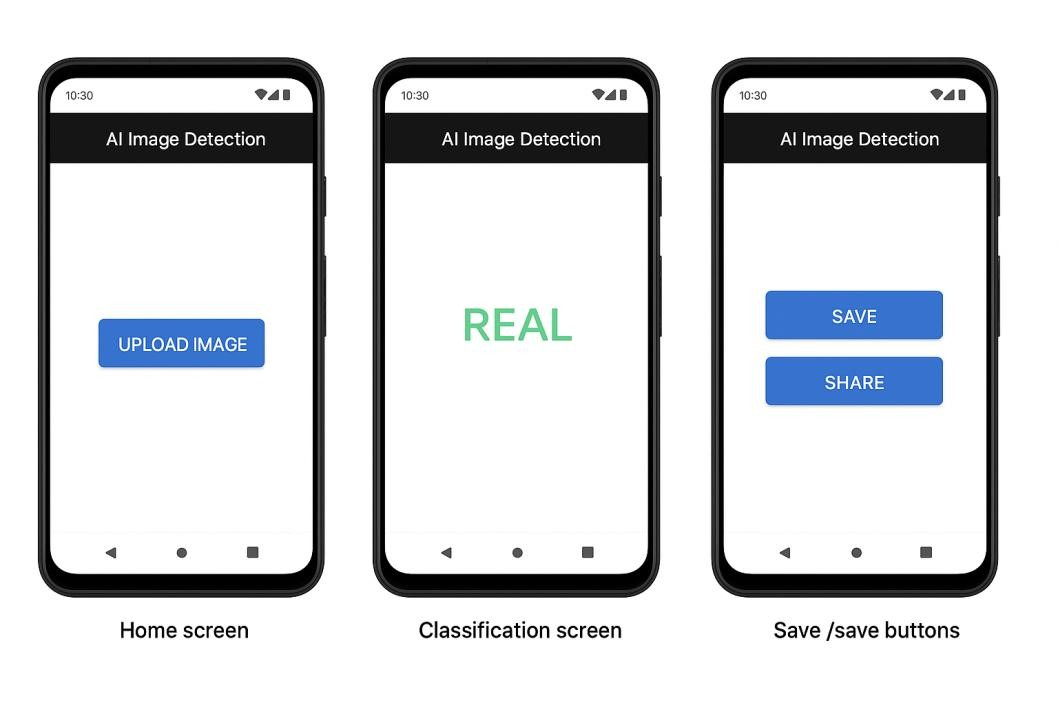 10:30
AI Image Detection
UPLOAD IMAGE
Home screen
10:30
AI Image Detection
REAL
Classification screen
10:30
AI Image Detection
SAVE
SHARE
Save /save buttons